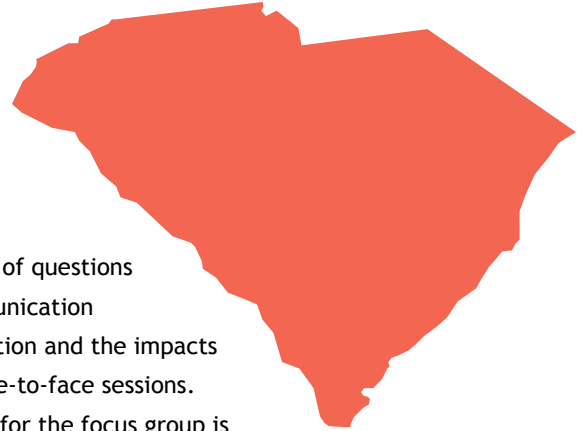 of questions
unication
tion and the impacts
e-to-face sessions.
for the focus group is